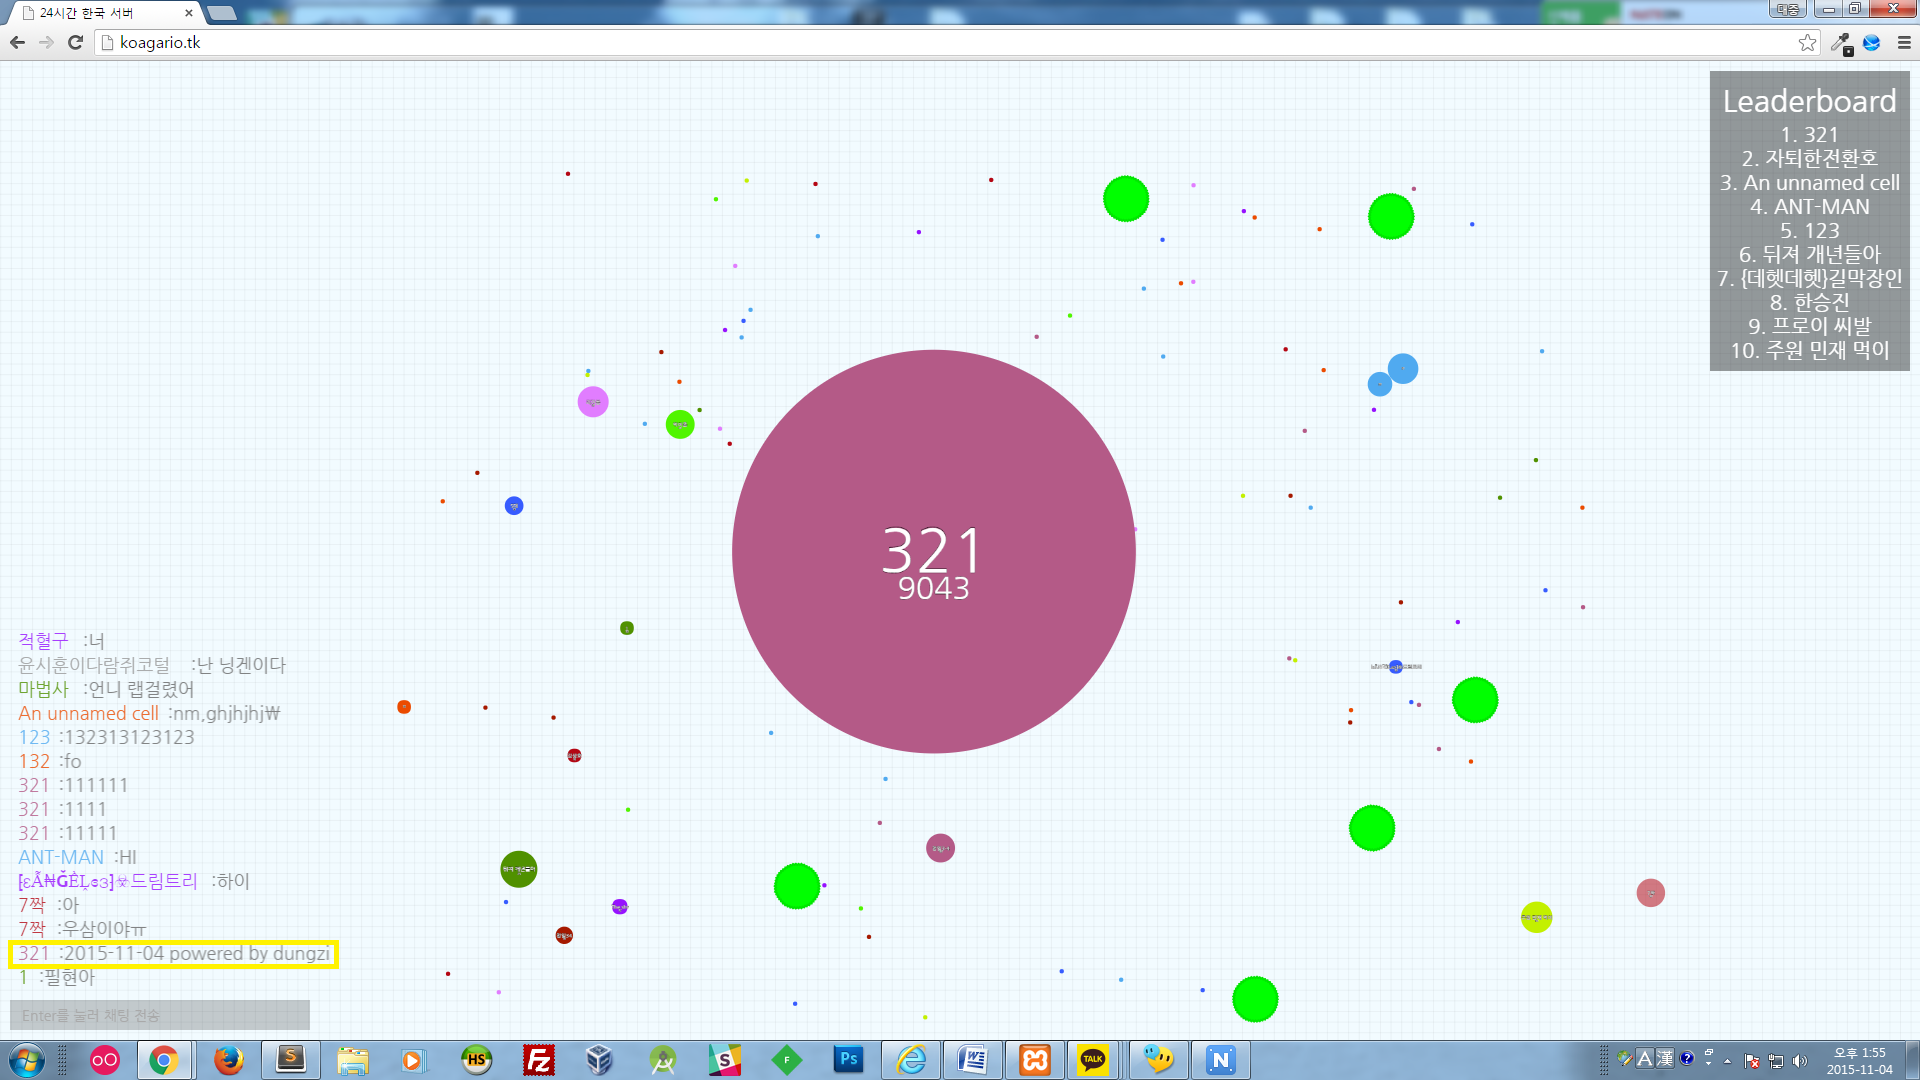 24시간 한국 서버
태중
koagario.tk
Leaderboard
1. 321
2. 자퇴한전환호
3. An unnamed cell
4. ANT-MAN
5. 123
6. 뒤져 개년들아
7. {데헷데헷}길막장인
8. 한승진
9. 프로이 씨발
10. 주원 민재 먹이
321
9043
적혈구 :너
윤시훈이다람쥐코털 :난 닝겐이다
마법사 :언니 랩걸렸어
An unnamed cell :nm,ghjhjhj₩
123 :132313123123
132 :fo
321 :111111
321 :1111
321 :11111
ANT-MAN :HI
드림트리 :하이
7짝 :아
7짝 :우삼이야ㅠ
321 :2015-11-04 powered by dungzi
1 :필현아
Enter를 눌러 채팅 전송
HS
Fz
S
F
Ps
W
TALK
N
A 漢
오후 1:55
2015-11-04